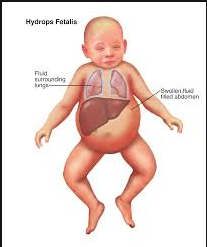 Hydrops Fetalis
Fluid
surrounding
lungs
Swollen,fluid
filled abdomen